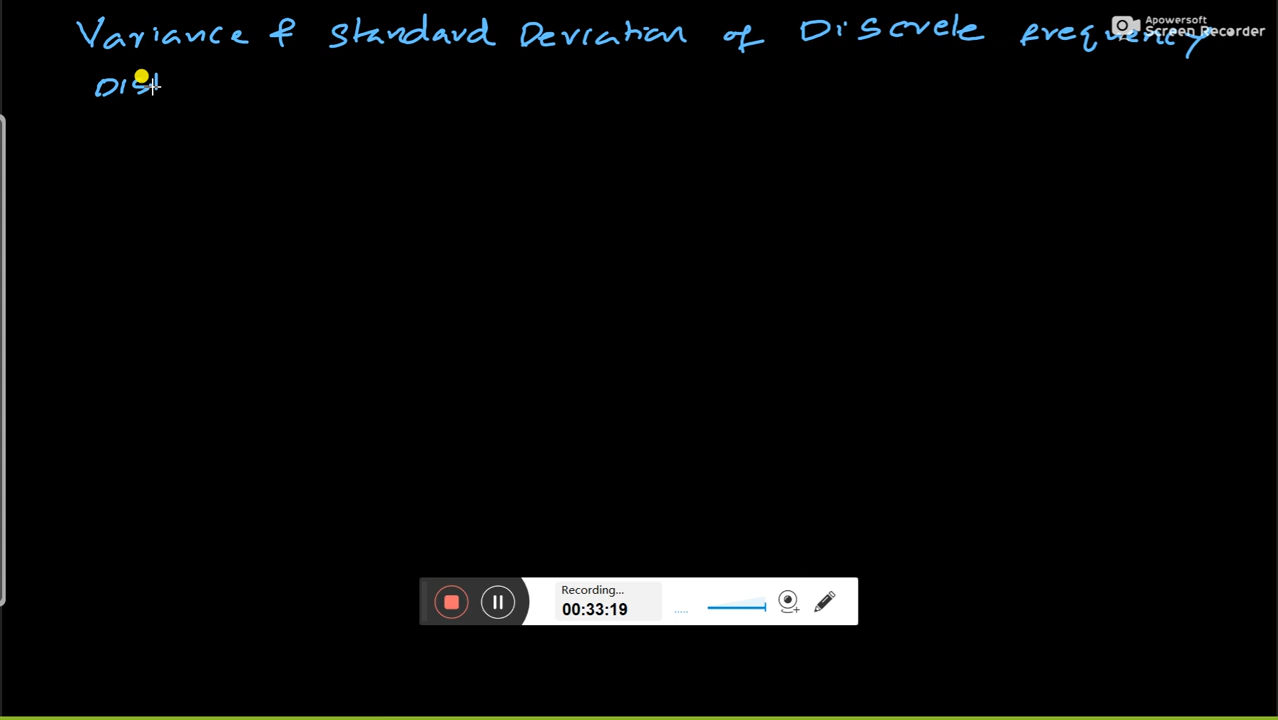 Variance & Standard Deviation of Discrete frequency
Dist
Apowersoft
Screen Recorder
Recording...
00:33:19